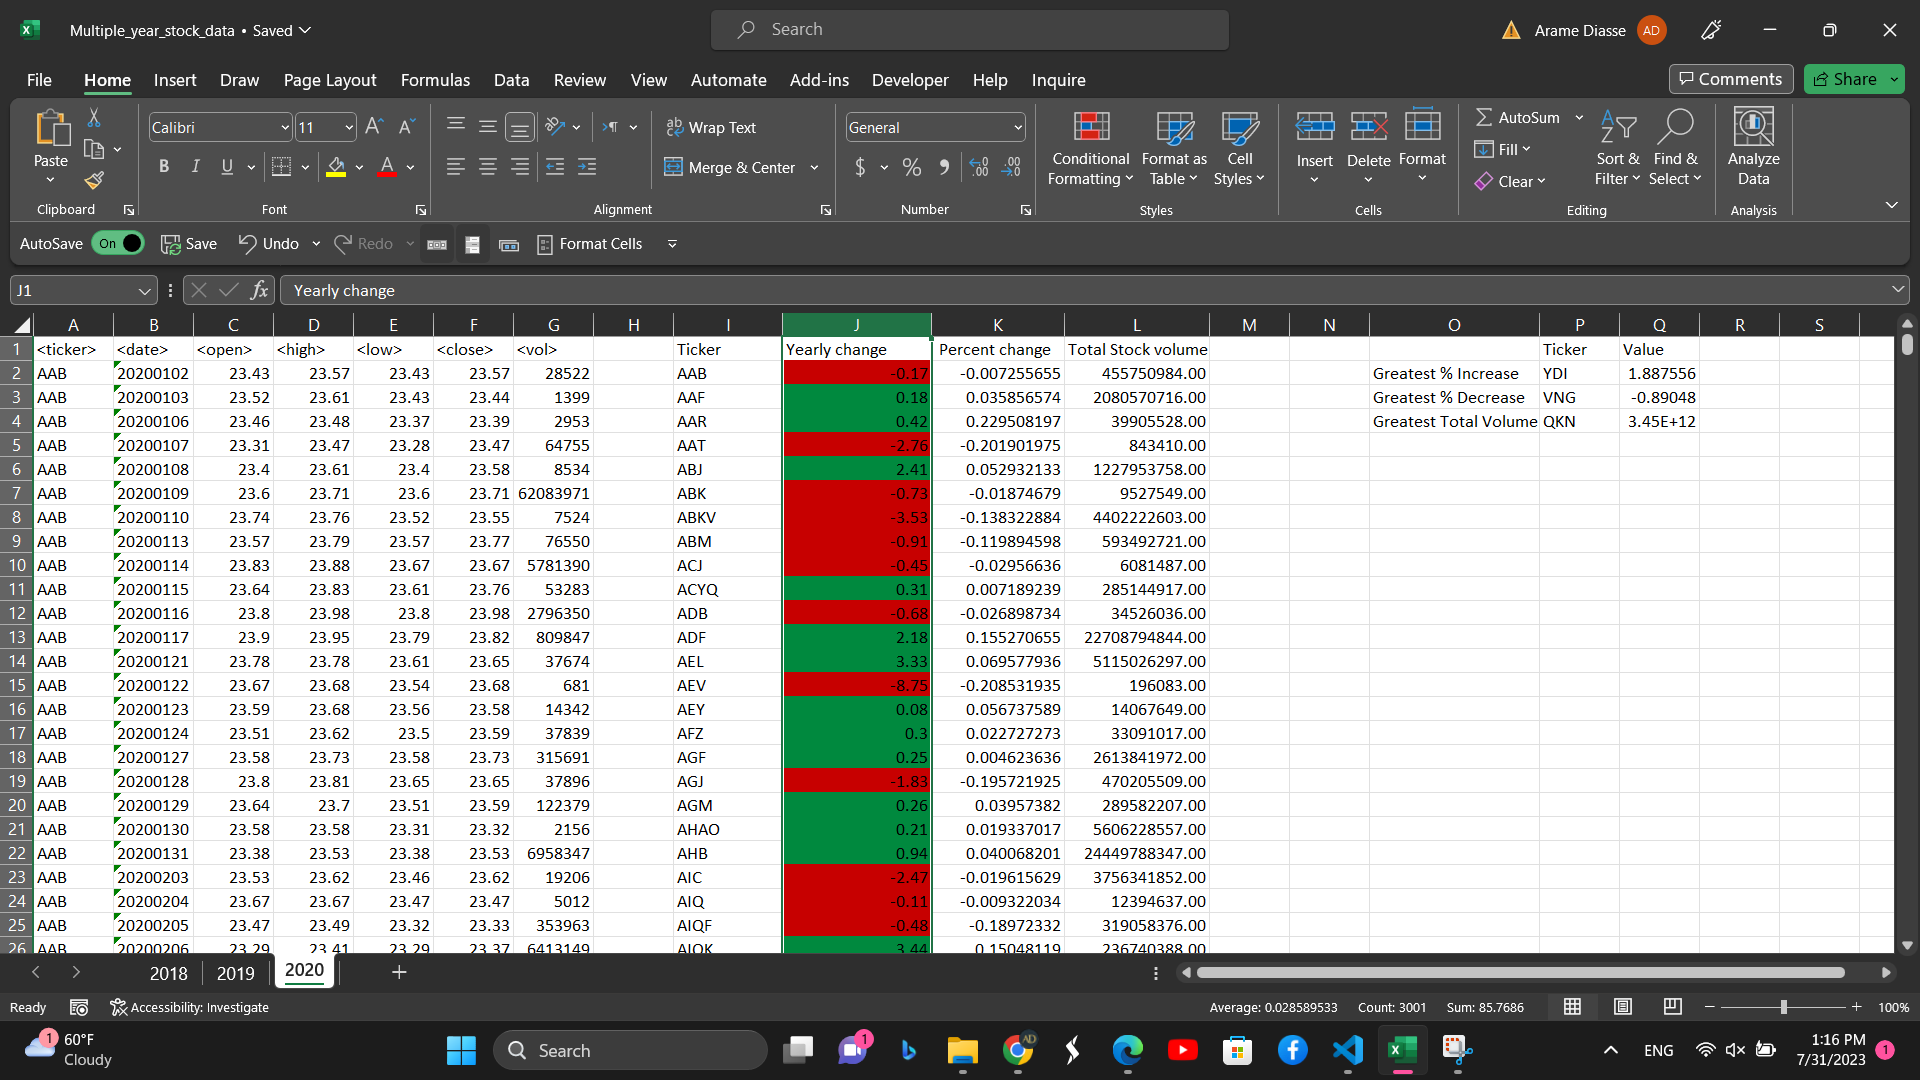 Multiple_year_stock_data • Saved
Search
Arame Diasse AD
File Home Insert Draw Page Layout Formulas Data Review View Automate Add-ins Developer Help Inquire Comments Share
Paste
Clipboard
Calibri 11
B I U A
Font
Wrap Text
Merge & Center
Alignment
General
$ %
Number
Conditional Formatting
Format as Table
Cell Styles
Styles
Insert Delete Format
Cells
AutoSum
Fill
Clear
Sort & Filter
Find & Select
Editing
Analyze Data
Analysis
AutoSave On Save Undo Redo Format Cells
J1 fx Yearly change
A B C D E F G H I J K L M N O P Q R S
1 <ticker> <date> <open> <high> <low> <close> <vol> Ticker Yearly change Percent change Total Stock volume Ticker Value
2 AAB 20200102 23.43 23.57 23.43 23.57 28522 AAB -0.17 -0.007255655 455750984.00 Greatest % Increase YDI 1.887556
3 AAB 20200103 23.52 23.61 23.43 23.44 1399 AAF 0.18 0.035856574 2080570716.00 Greatest % Decrease VNG -0.89048
4 AAB 20200106 23.46 23.48 23.37 23.39 2953 AAR 0.42 0.229508197 39905528.00 Greatest Total Volume QKN 3.45E+12
5 AAB 20200107 23.31 23.47 23.28 23.47 64755 AAT -2.76 -0.201901975 843410.00
6 AAB 20200108 23.4 23.61 23.4 23.58 8534 ABJ 2.41 0.052932133 1227953758.00
7 AAB 20200109 23.6 23.71 23.6 23.71 62083971 ABK -0.73 -0.01874679 9527549.00
8 AAB 20200110 23.74 23.76 23.52 23.55 7524 ABKV -3.53 -0.138322884 4402222603.00
9 AAB 20200113 23.57 23.79 23.57 23.77 76550 ABM -0.91 -0.119894598 593492721.00
10 AAB 20200114 23.83 23.88 23.67 23.67 5781390 ACJ -0.45 -0.02956636 6081487.00
11 AAB 20200115 23.64 23.83 23.61 23.76 53283 ACYQ 0.31 0.007189239 285144917.00
12 AAB 20200116 23.8 23.98 23.8 23.98 2796350 ADB -0.68 -0.026898734 34526036.00
13 AAB 20200117 23.9 23.95 23.79 23.82 809847 ADF 2.18 0.155270655 22708794844.00
14 AAB 20200121 23.78 23.78 23.61 23.65 37674 AEL 3.33 0.069577936 5115026297.00
15 AAB 20200122 23.67 23.68 23.54 23.68 681 AEV -8.75 -0.208531935 196083.00
16 AAB 20200123 23.59 23.68 23.56 23.58 14342 AEY 0.08 0.056737589 14067649.00
17 AAB 20200124 23.51 23.62 23.5 23.59 37839 AFZ 0.3 0.022727273 33091017.00
18 AAB 20200127 23.58 23.73 23.58 23.73 315691 AGF 0.25 0.004623636 2613841972.00
19 AAB 20200128 23.8 23.81 23.65 23.65 37896 AGJ -1.83 -0.195721925 470205509.00
20 AAB 20200129 23.64 23.7 23.51 23.59 122379 AGM 0.26 0.03957382 289582207.00
21 AAB 20200130 23.58 23.58 23.31 23.32 2156 AHAO 0.21 0.019337017 5606228557.00
22 AAB 20200131 23.38 23.53 23.38 23.53 6958347 AHB 0.94 0.040068201 24449788347.00
23 AAB 20200203 23.53 23.62 23.46 23.62 19206 AIC -2.47 -0.019615629 3756341852.00
24 AAB 20200204 23.67 23.67 23.47 23.47 5012 AIQ -0.11 -0.009322034 12394637.00
25 AAB 20200205 23.47 23.49 23.32 23.33 353963 AIQF -0.48 -0.18972332 319058376.00
26 AAB 20200206 23.29 23.41 23.29 23.37 6413149 AIQK 3.44 0.15048119 236740388.00
2018 2019 2020
Ready Accessibility: Investigate Average: 0.028589533 Count: 3001 Sum: 85.7686 100%
1 60°F
Cloudy
Search
1
AD
ENG
1:16 PM
7/31/2023
1